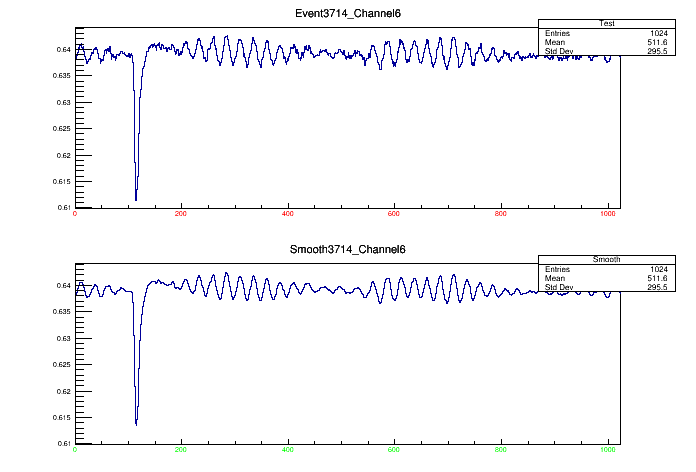 Event3714_Channel6
Test
Entries 1024
Mean 511.6
Std Dev 295.5
0.64
0.635
0.63
0.625
0.62
0.615
0.61
0 200 400 600 800 1000
Smooth3714_Channel6
Smooth
Entries 1024
Mean 511.6
Std Dev 295.5
0.64
0.635
0.63
0.625
0.62
0.615
0.61
0 200 400 600 800 1000